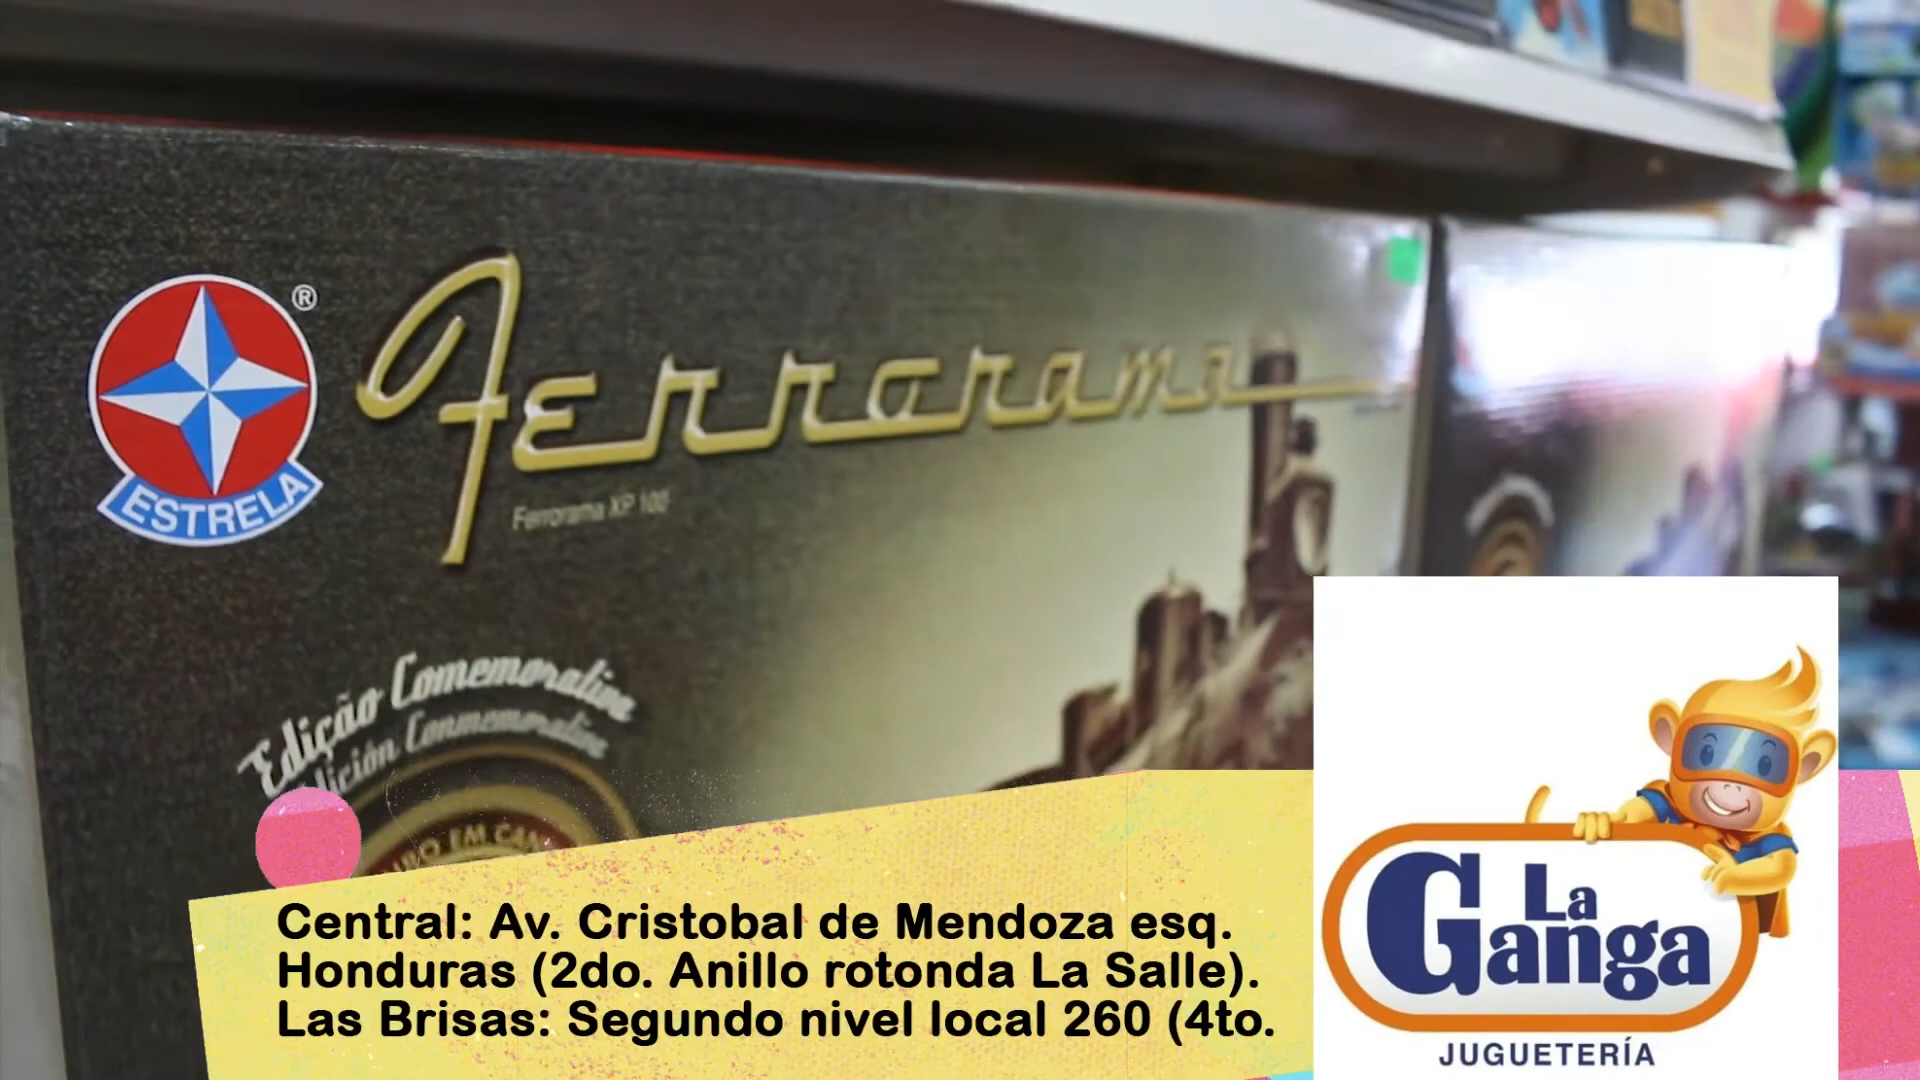 ®
ESTRELA
Ferrorama
Ferrorama XP 100
Edição Comemorativa
Edición Conmemorativa
EM
Central: Av. Cristobal de Mendoza esq.
Honduras (2do. Anillo rotonda La Salle).
Las Brisas: Segundo nivel local 260 (4to.
La
Ganga
JUGUETERÍA